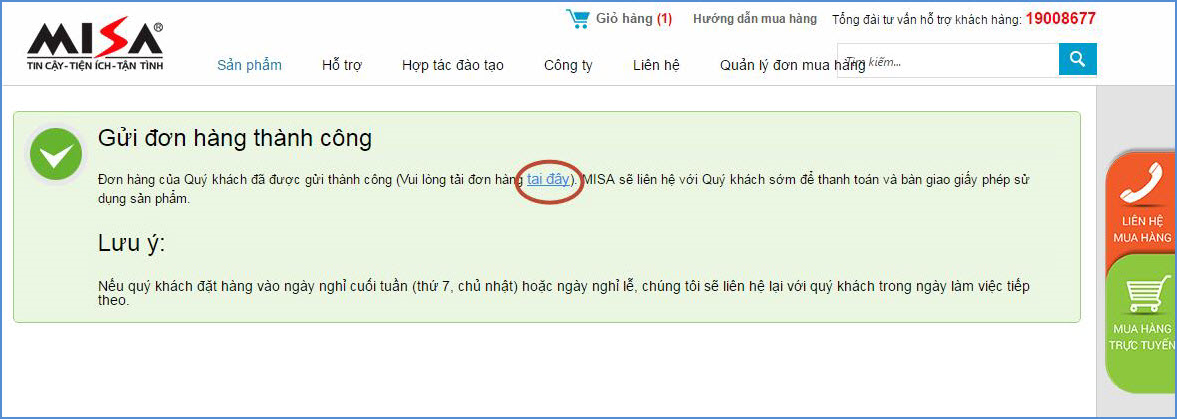 MISA®
TIN CẬY-TIỆN ÍCH-TẬN TÌNH
Giỏ hàng (1)
Hướng dẫn mua hàng
Tổng đài tư vấn hỗ trợ khách hàng: 19008677
Sản phẩm
Hỗ trợ
Hợp tác đào tạo
Công ty
Liên hệ
Quản lý đơn mua hàng
Tìm kiếm...
Gửi đơn hàng thành công
Đơn hàng của Quý khách đã được gửi thành công (Vui lòng tải đơn hàng tại đây). MISA sẽ liên hệ với Quý khách sớm để thanh toán và bàn giao giấy phép sử
dụng sản phẩm.
Lưu ý:
Nếu quý khách đặt hàng vào ngày nghỉ cuối tuần (thứ 7, chủ nhật) hoặc ngày nghỉ lễ, chúng tôi sẽ liên hệ lại với quý khách trong ngày làm việc tiếp
theo.
LIÊN HỆ
MUA HÀNG
MUA HÀNG
TRỰC TUYẾN